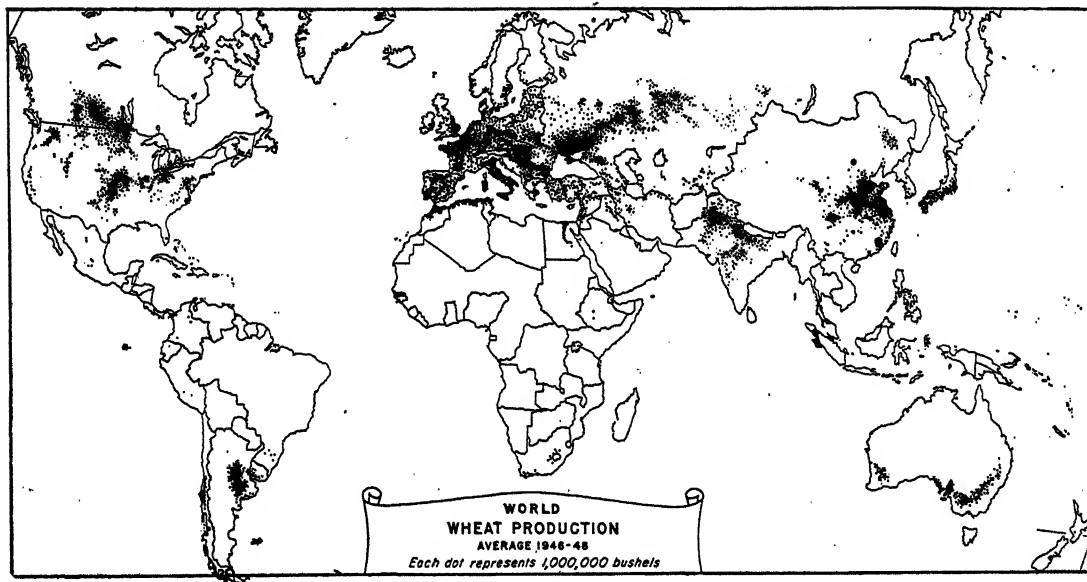 WORLD
WHEAT PRODUCTION
AVERAGE 1946-48
Each dot represents 1,000,000 bushels